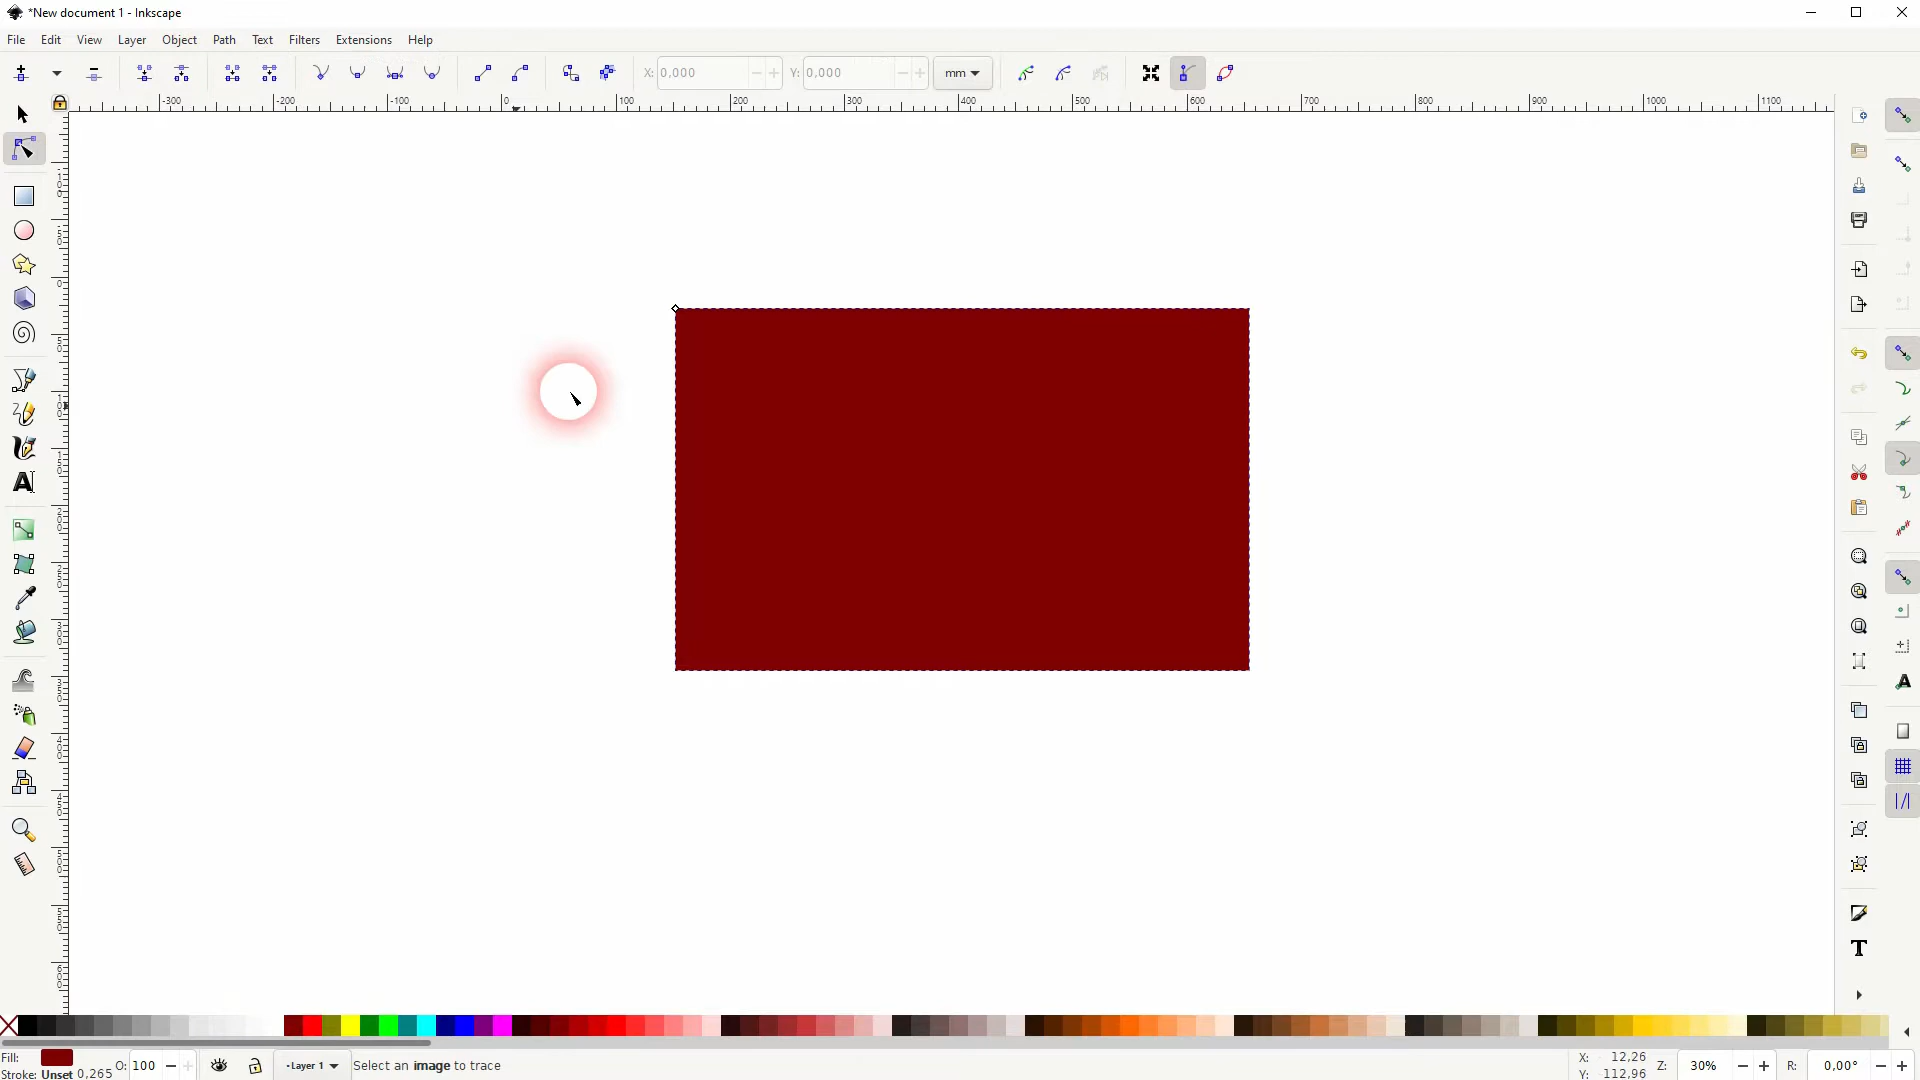 *New document 1 - Inkscape
File Edit View Layer Object Path Text Filters Extensions Help
X: 0,000 Y: 0,000 mm
-300 -200 -100 0 100 200 300 400 500 600 700 800 900 1000 1100
Fill: O: 100 -Layer 1 Select an image to trace X: 12,26 Z: 30% R: 0,00°
Stroke: Unset 0,265 Y: -112,96